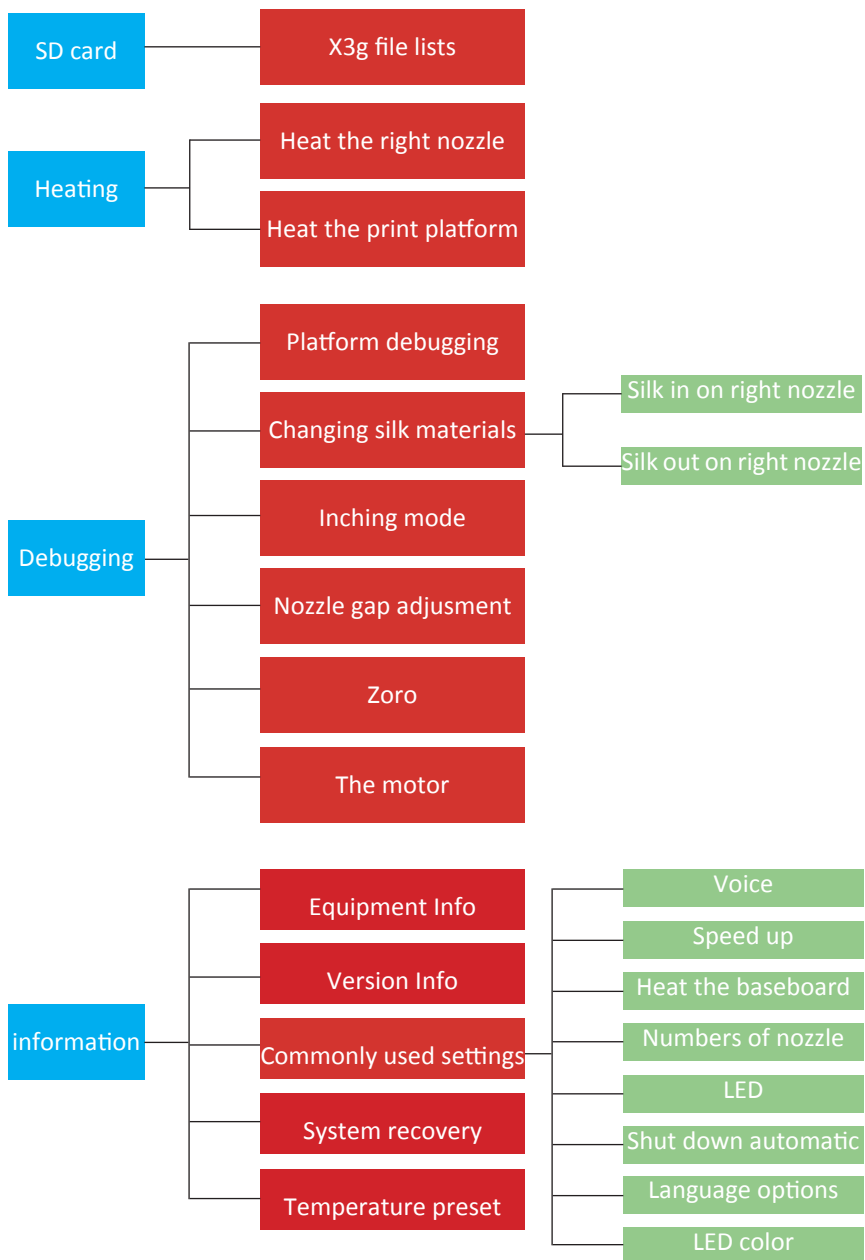 SD card
X3g file lists
Heating
Heat the right nozzle
Heat the print platform
Debugging
Platform debugging
Changing silk materials
Silk in on right nozzle
Silk out on right nozzle
Inching mode
Nozzle gap adjusment
Zoro
The motor
information
Equipment Info
Version Info
Commonly used settings
System recovery
Temperature preset
Voice
Speed up
Heat the baseboard
Numbers of nozzle
LED
Shut down automatic
Language options
LED color